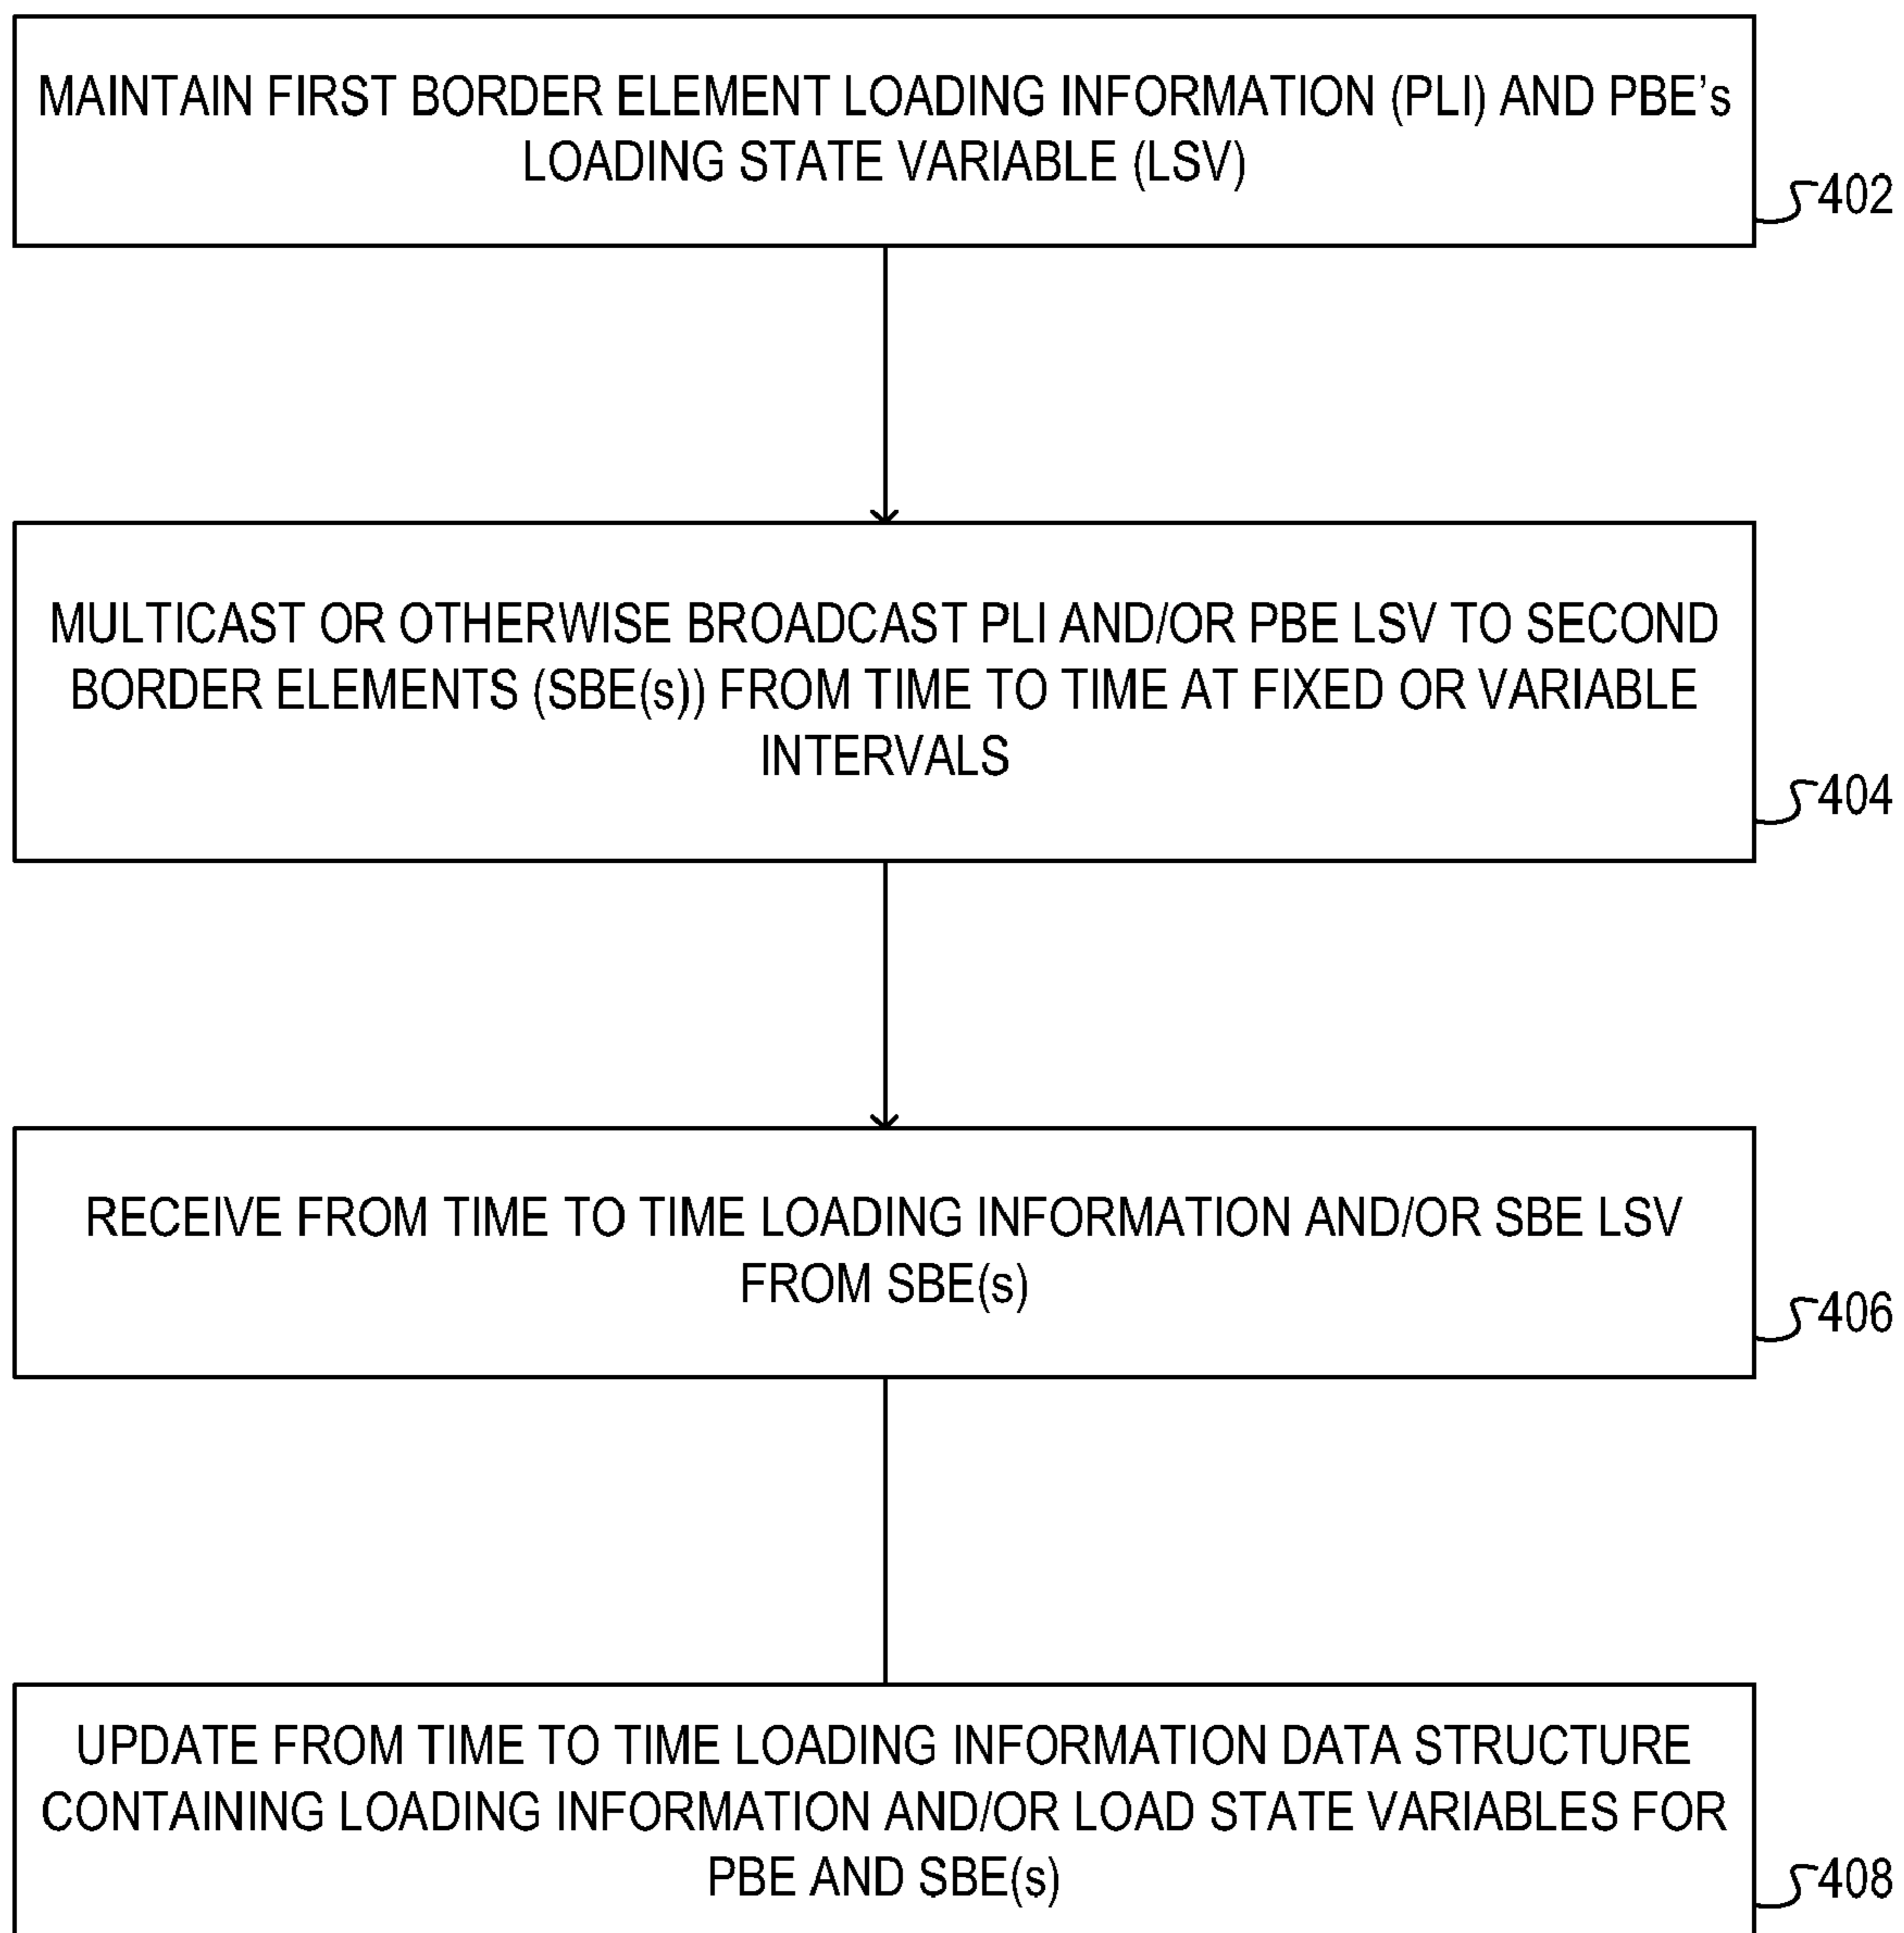 MAINTAIN FIRST BORDER ELEMENT LOADING INFORMATION (PLI) AND PBE's
LOADING STATE VARIABLE (LSV)
402
MULTICAST OR OTHERWISE BROADCAST PLI AND/OR PBE LSV TO SECOND
BORDER ELEMENTS (SBE(s)) FROM TIME TO TIME AT FIXED OR VARIABLE
INTERVALS
404
RECEIVE FROM TIME TO TIME LOADING INFORMATION AND/OR SBE LSV
FROM SBE(s)
406
UPDATE FROM TIME TO TIME LOADING INFORMATION DATA STRUCTURE
CONTAINING LOADING INFORMATION AND/OR LOAD STATE VARIABLES FOR
PBE AND SBE(s)
408